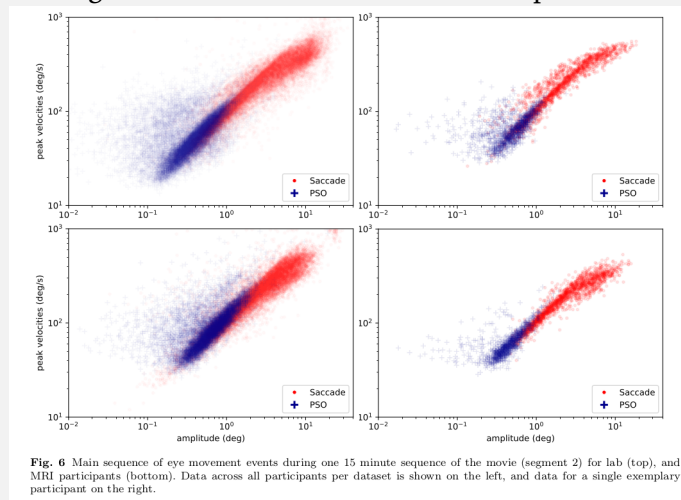 10³
10²
10¹
peak velocities (deg/s)
Saccade
PSO
10⁻² 10⁻¹ 10⁰ 10¹
10³
10²
10¹
Saccade
PSO
10⁻² 10⁻¹ 10⁰ 10¹
10³
10²
10¹
peak velocities (deg/s)
Saccade
PSO
10⁻² 10⁻¹ 10⁰ 10¹
amplitude (deg)
10³
10²
10¹
Saccade
PSO
10⁻² 10⁻¹ 10⁰ 10¹
amplitude (deg)
Fig. 6 Main sequence of eye movement events during one 15 minute sequence of the movie (segment 2) for lab (top), and
MRI participants (bottom). Data across all participants per dataset is shown on the left, and data for a single exemplary
participant on the right.